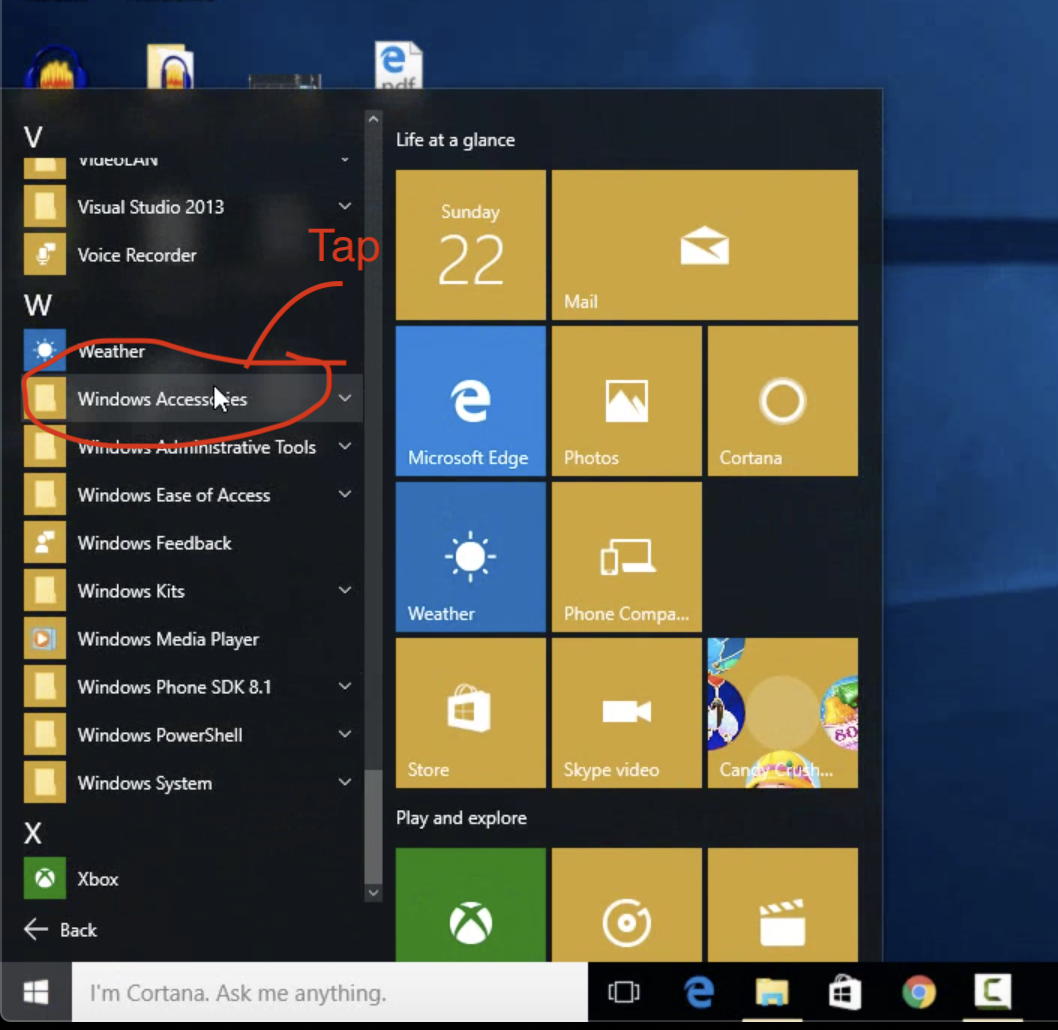 pdf
V
VideoLAN
Visual Studio 2013
Voice Recorder
Tap
W
Weather
Windows Accessories
Windows Administrative Tools
Windows Ease of Access
Windows Feedback
Windows Kits
Windows Media Player
Windows Phone SDK 8.1
Windows PowerShell
Windows System
X
Xbox
Back
Life at a glance
Sunday
22
Mail
Microsoft Edge
Photos
Cortana
Weather
Phone Compa...
Store
Skype video
Candy Crush...
Play and explore
I'm Cortana. Ask me anything.